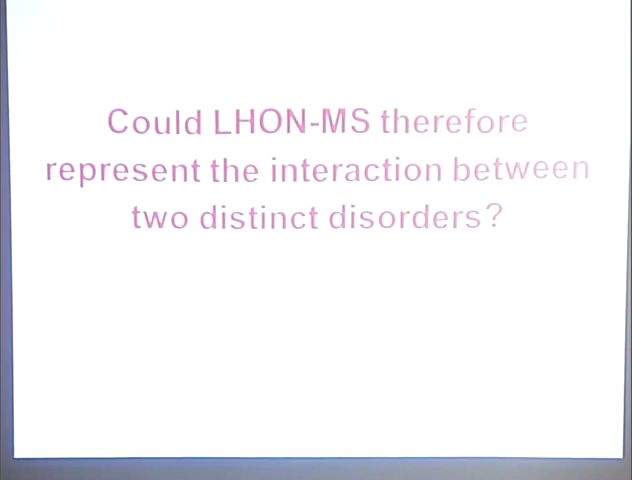 Could LHON-MS therefore
represent the interaction between
two distinct disorders?